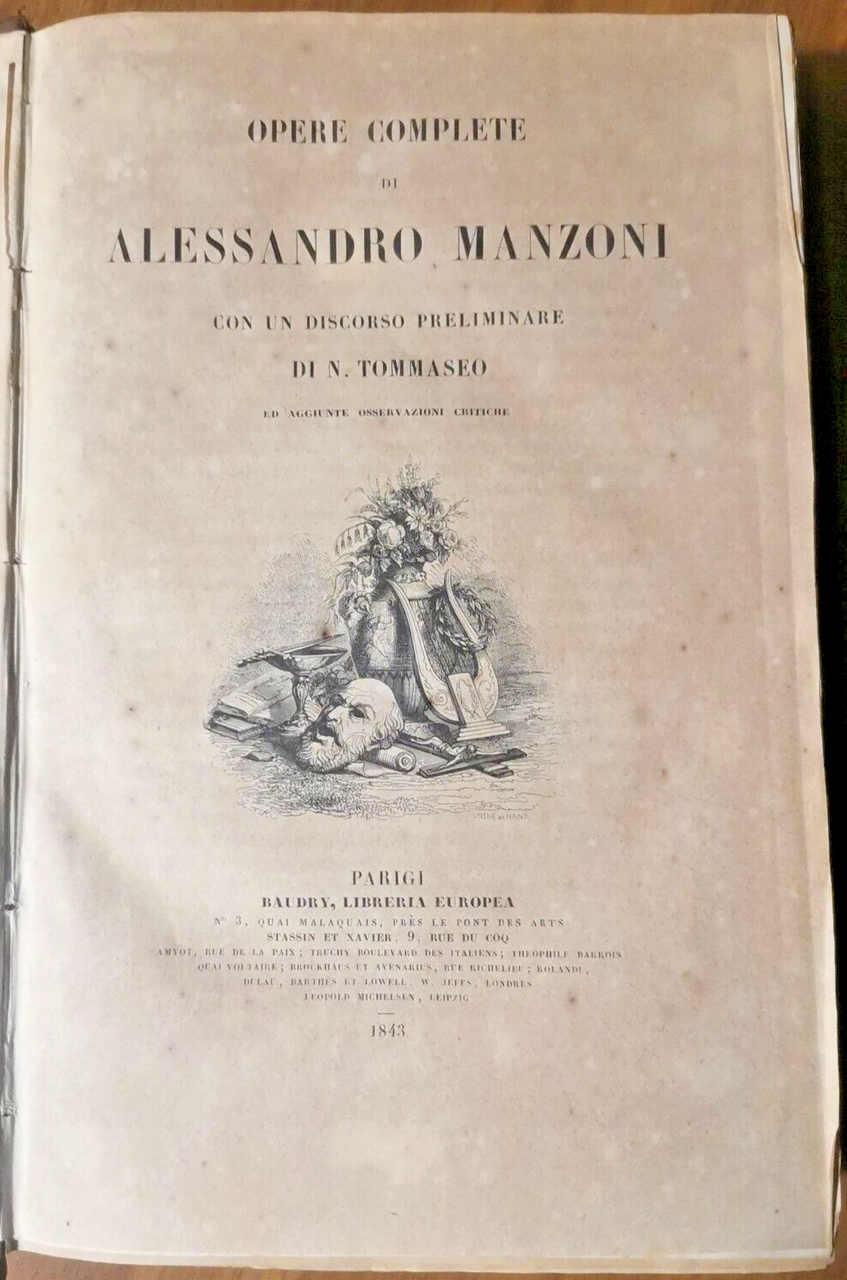 OPERE COMPLETE
DI
ALESSANDRO MANZONI
CON UN DISCORSO PRELIMINARE
DI N. TOMMASEO
ED AGGIUNTE OSSERVAZIONI CRITICHE
PARIGI
BAUDRY, LIBRERIA EUROPEA
Nº 3, QUAI MALAQUAIS, PRÈS LE PONT DES ARTS
STASSIN ET XAVIER, 9, RUE DU COQ
AMYOT, RUE DE LA PAIX; TRUCHY BOULEVARD DES ITALIENS; THEOPHILE BARROIS
QUAI VOLTAIRE; BROCKHAUS ET AVENARIUS, RUE RICHELIEU; ROLANDI,
DULAU, BARTHES ET LOWELL, W. JEFFS, LONDRES
LEOPOLD MICHELSEN, LEIPZIG
1843